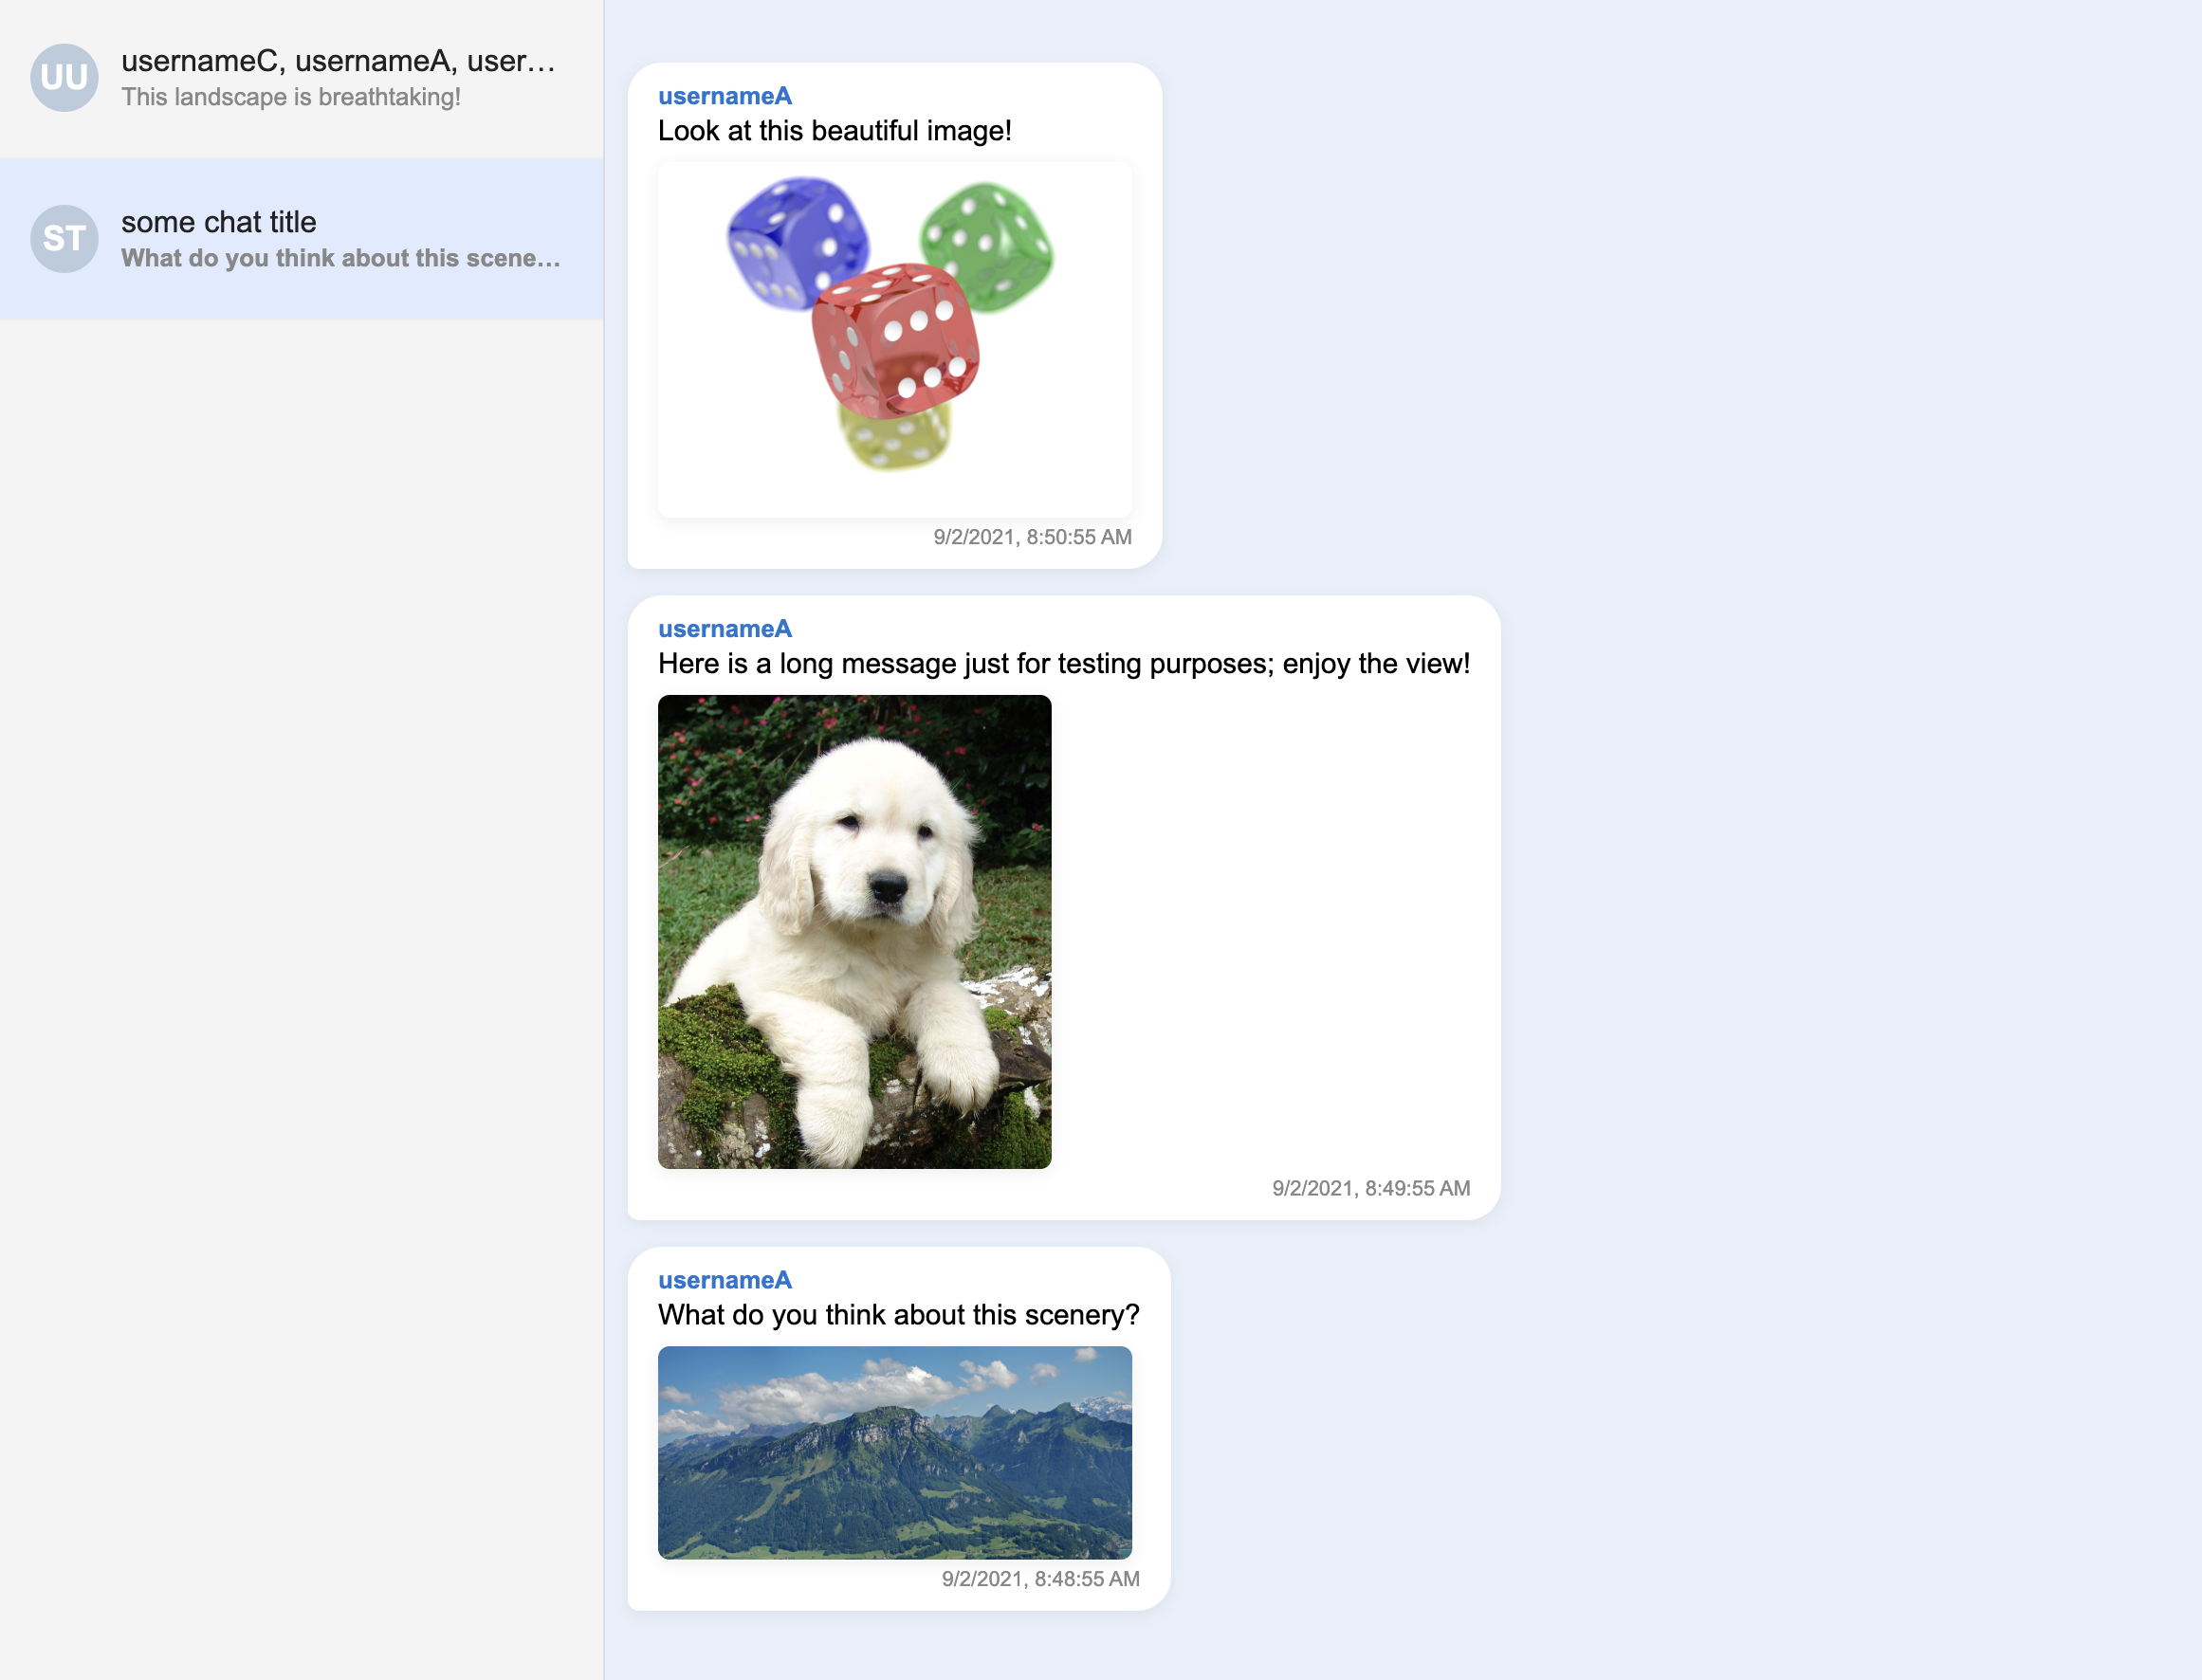 UU
usernameC, usernameA, user...
This landscape is breathtaking!
ST
some chat title
What do you think about this scene...
usernameA
Look at this beautiful image!
9/2/2021, 8:50:55 AM
usernameA
Here is a long message just for testing purposes; enjoy the view!
9/2/2021, 8:49:55 AM
usernameA
What do you think about this scenery?
9/2/2021, 8:48:55 AM